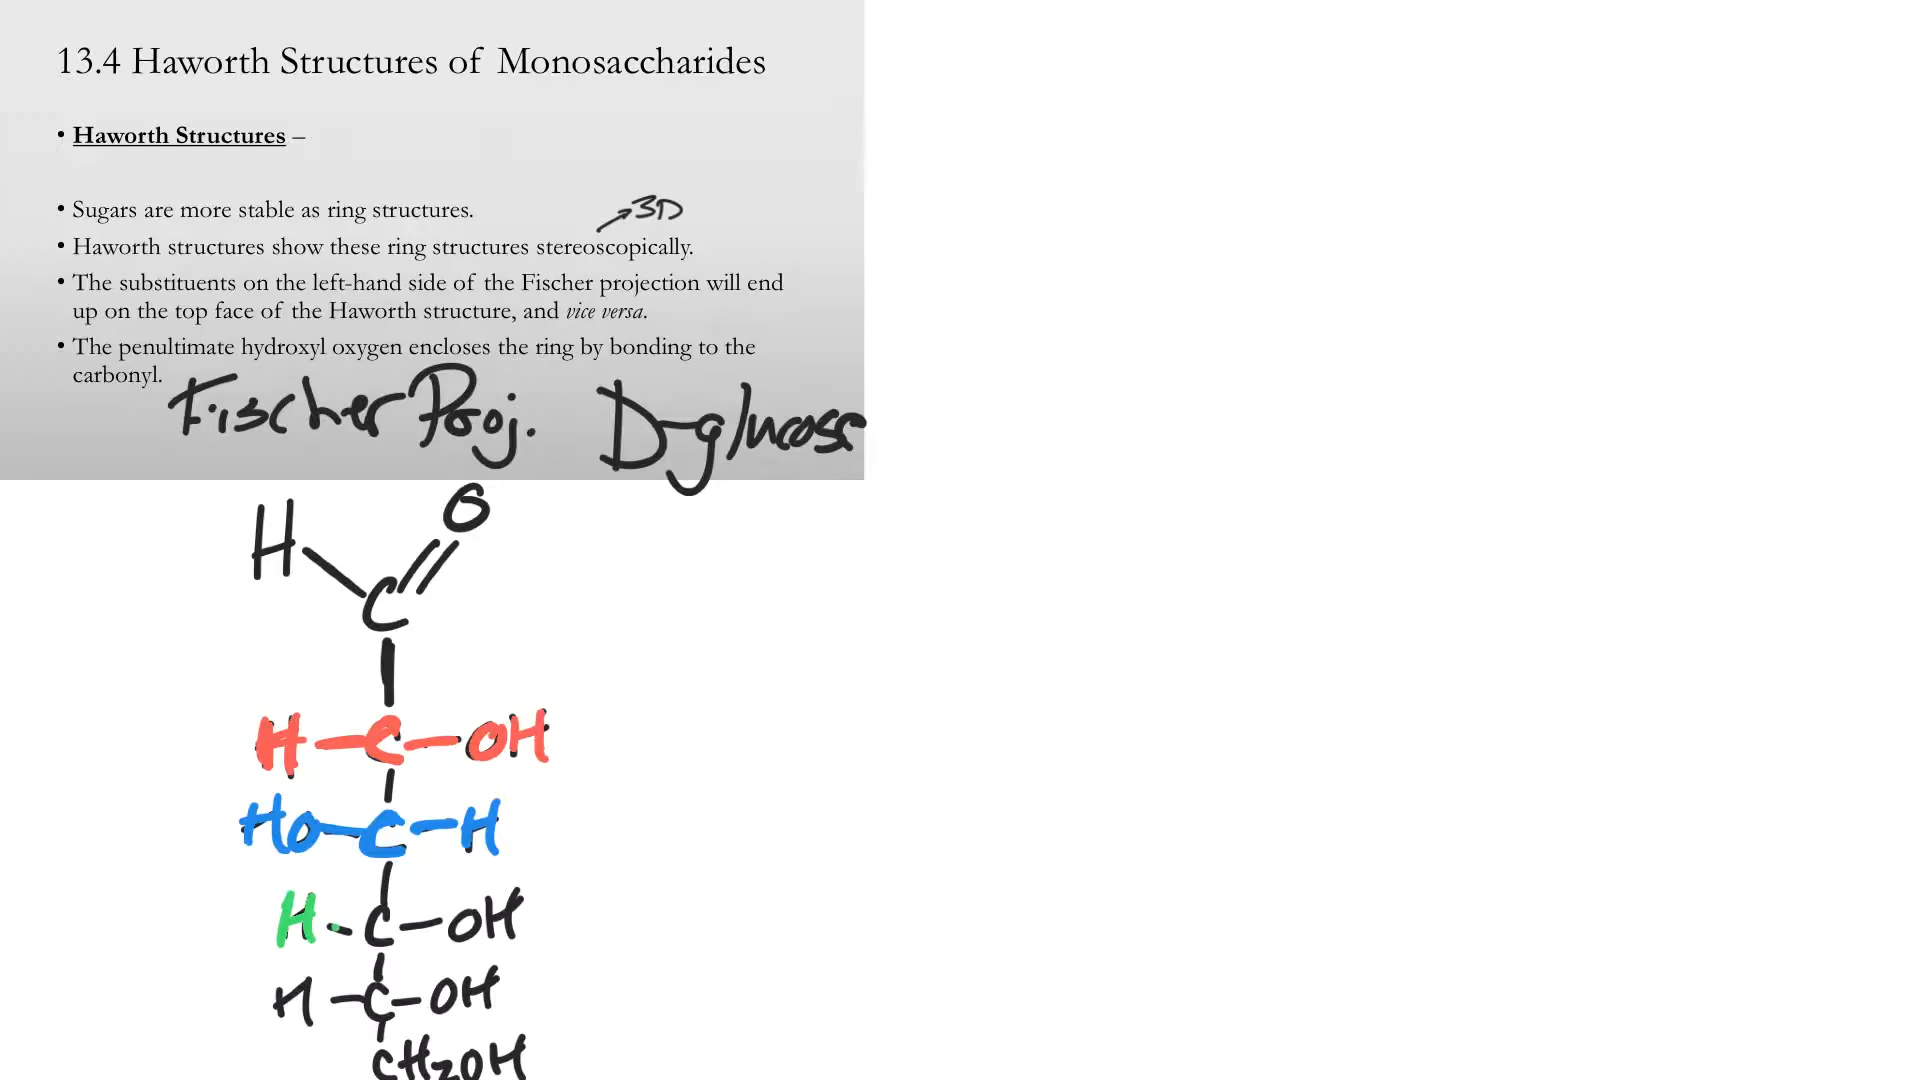 13.4 Haworth Structures of Monosaccharides
• Haworth Structures –
• Sugars are more stable as ring structures.
3D
• Haworth structures show these ring structures stereoscopically.
• The substituents on the left-hand side of the Fischer projection will end
up on the top face of the Haworth structure, and vice versa.
• The penultimate hydroxyl oxygen encloses the ring by bonding to the
carbonyl.
Fischer Proj. D-glucose
O
H
C
H-C-OH
HO-C-H
H-C-OH
H-C-OH
CH2OH